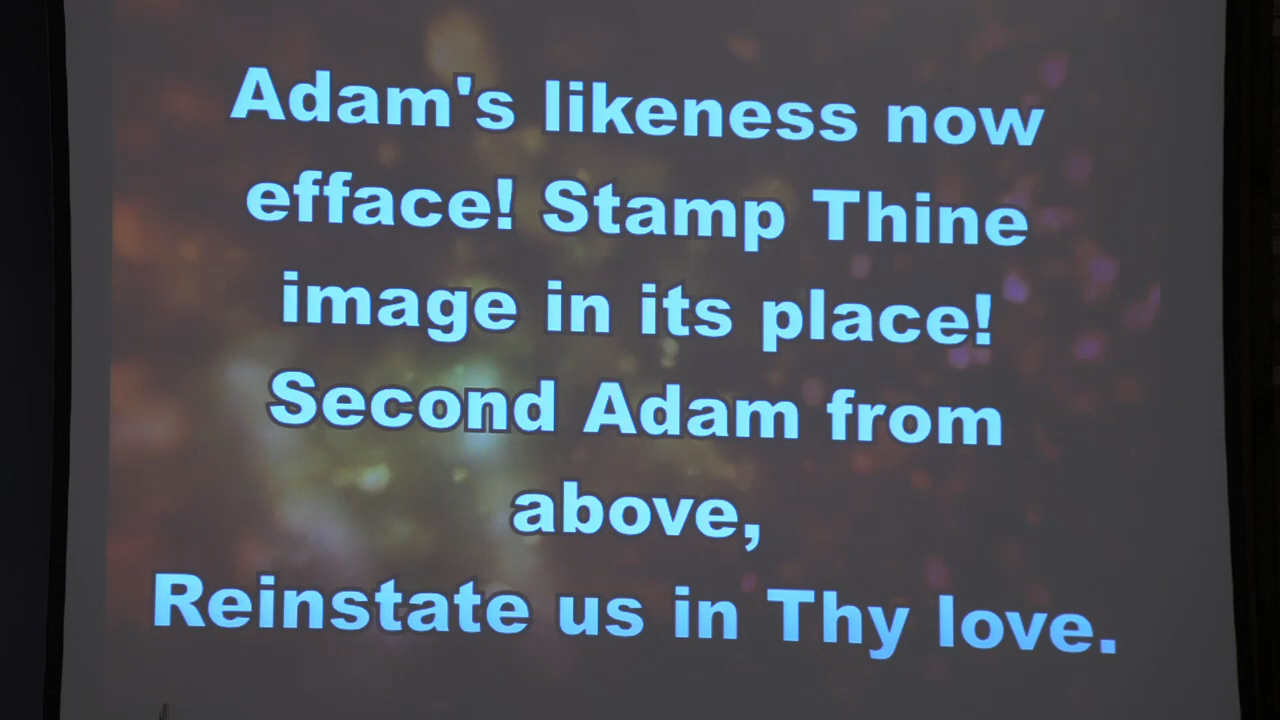 Adam's likeness now
efface! Stamp Thine
image in its place!
Second Adam from
above,
Reinstate us in Thy love.